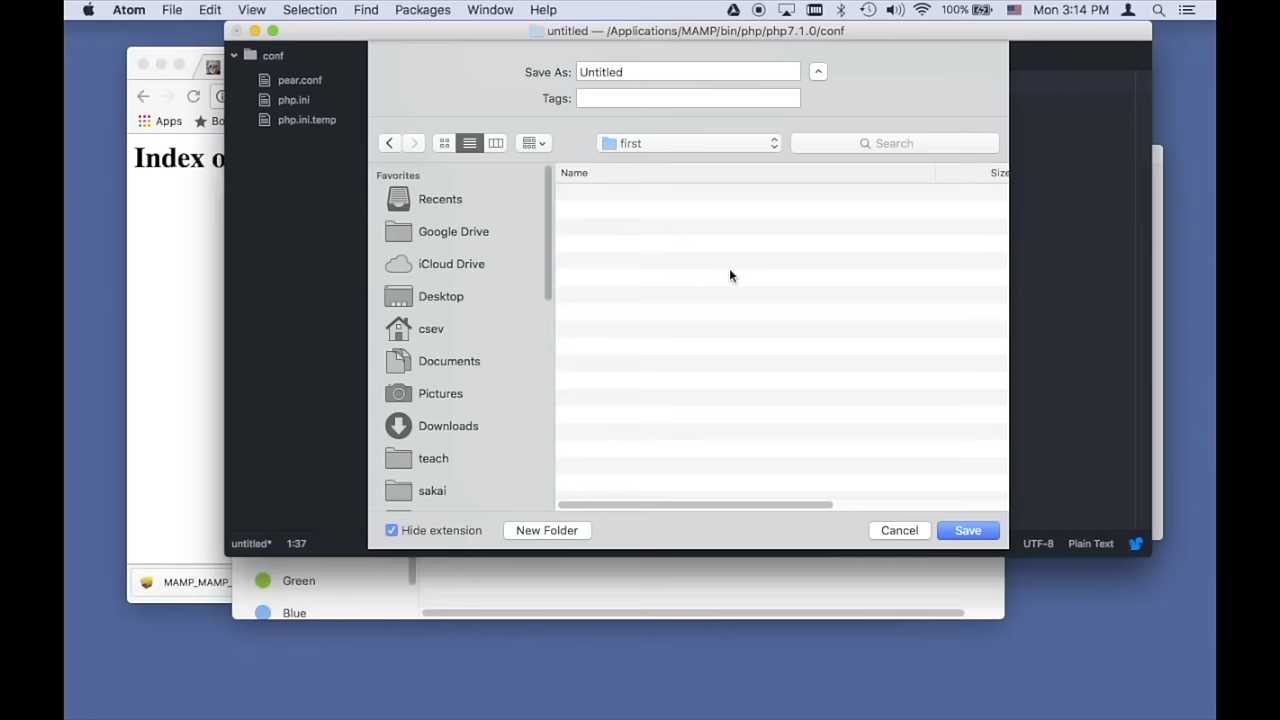 Atom File Edit View Selection Find Packages Window Help 100% Mon 3:14 PM
untitled — /Applications/MAMP/bin/php/php7.1.0/conf
conf
pear.conf
php.ini
php.ini.temp
Save As: Untitled
Tags:
first
Search
Apps
Bo
Index o
Favorites
Recents
Google Drive
iCloud Drive
Desktop
csev
Documents
Pictures
Downloads
teach
sakai
Name Size
Hide extension New Folder Cancel Save
untitled* 1:37 UTF-8 Plain Text
MAMP_MAMP_
Green
Blue